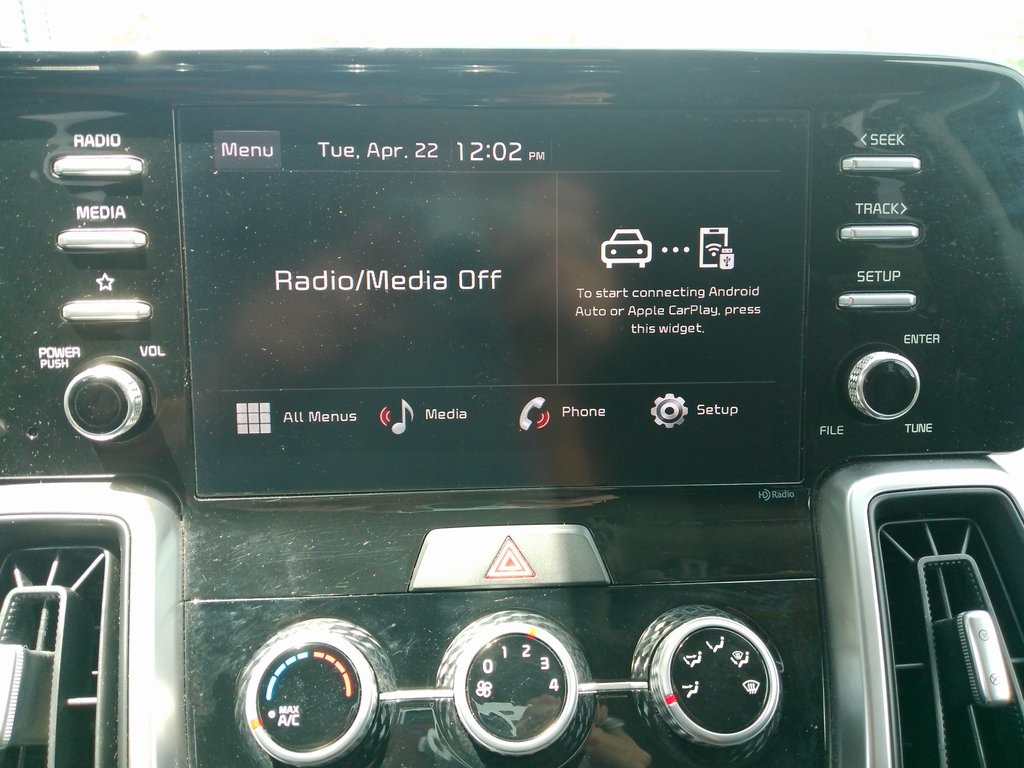 RADIO
MEDIA
POWER
PUSH
VOL
Menu
Tue, Apr. 22
12:02 PM
Radio/Media Off
To start connecting Android
Auto or Apple CarPlay, press
this widget.
All Menus
Media
Phone
Setup
<SEEK
TRACK>
SETUP
ENTER
FILE
TUNE
HD Radio
MAX
A/C
0 1 2 3 4